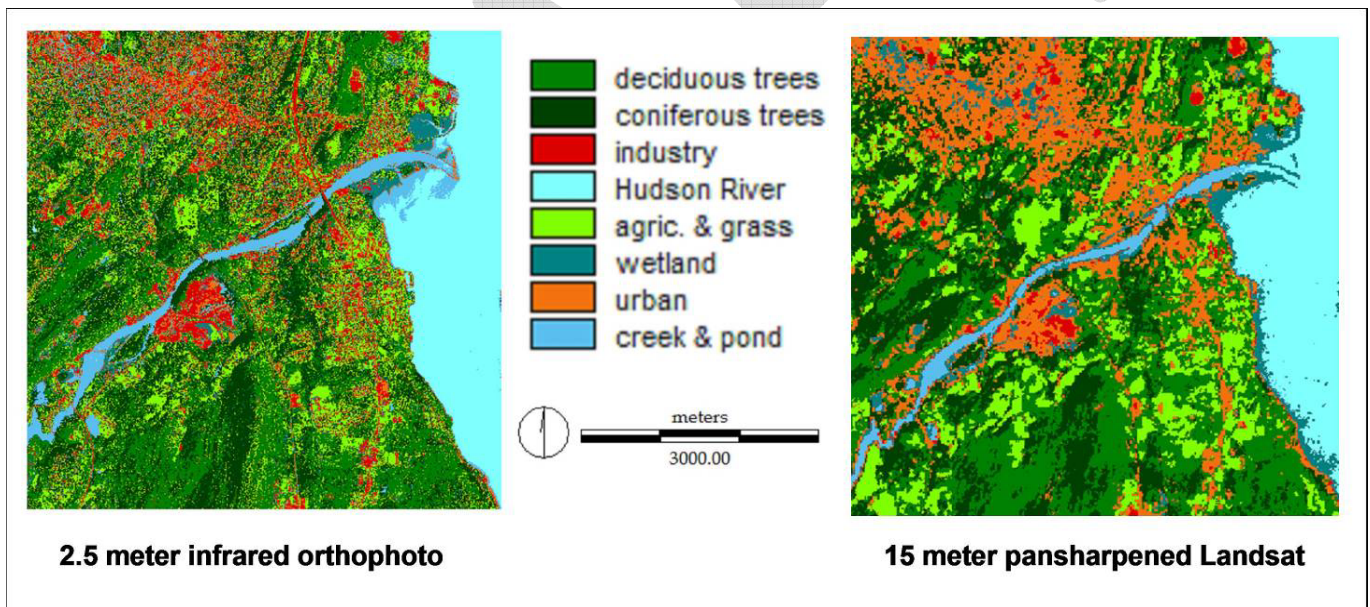 deciduous trees
coniferous trees
industry
Hudson River
agric. & grass
wetland
urban
creek & pond
meters
3000.00
2.5 meter infrared orthophoto
15 meter pansharpened Landsat